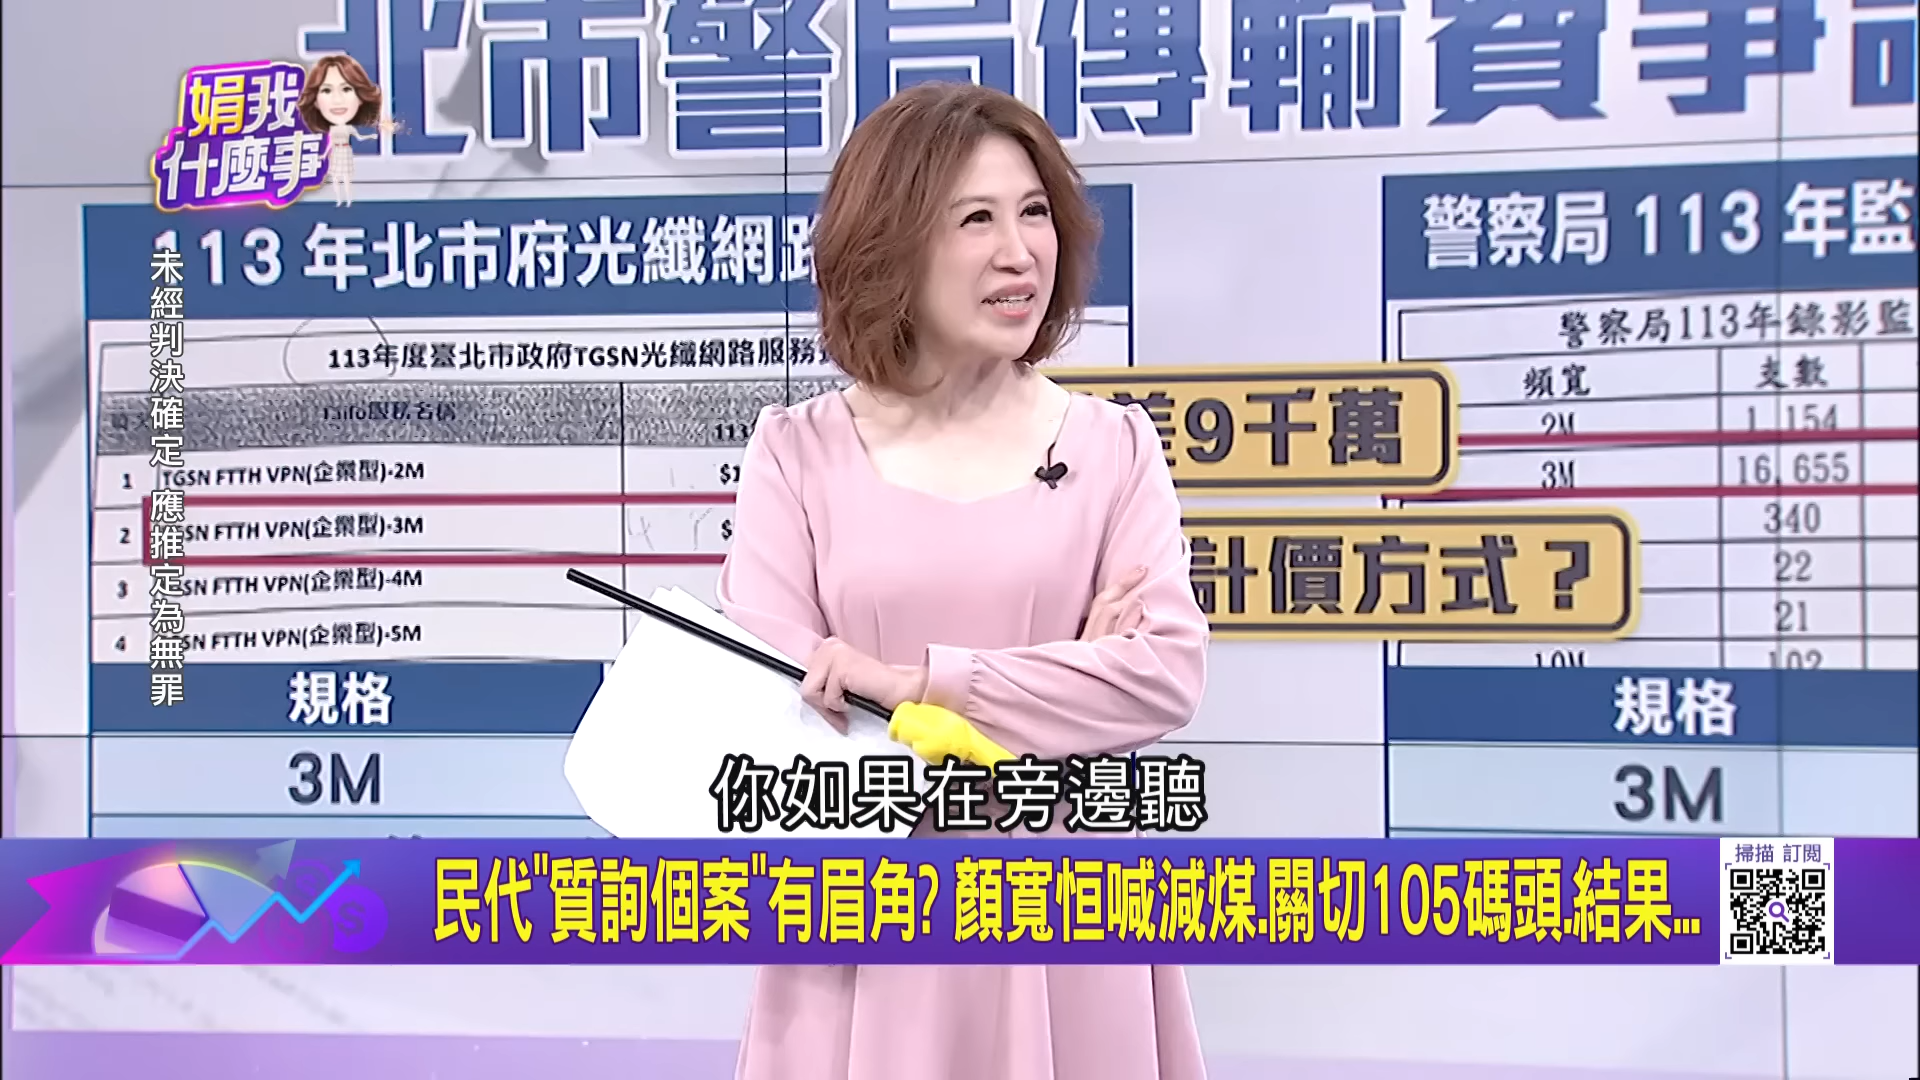 北市警局傳輸費爭
娟我
什麼事
未經判決確定 應推定為無罪
113年北市府光纖網路
113年度臺北市政府TGSN光纖網路服務
1 TGSN FTTH VPN(企業型)-2M
2 GSN FTTH VPN(企業型)-3M
3 SN FTTH VPN(企業型)-4M
4 SN FTTH VPN(企業型)-5M
規格
3M
差9千萬
計價方式？
警察局113年監
警察局113年錄影監
頻寬 支數
2M 1,154
3M 16,655
340
22
21
10M 102
規格
3M
你如果在旁邊聽
民代"質詢個案"有眉角? 顏寬恒喊減煤.關切105碼頭.結果...
掃描 訂閱